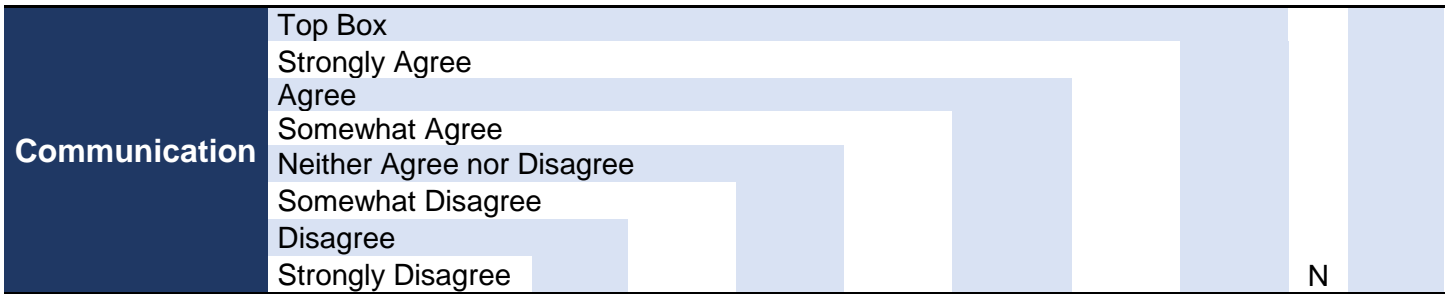 Top Box
Strongly Agree
Agree
Somewhat Agree
Communication
Neither Agree nor Disagree
Somewhat Disagree
Disagree
Strongly Disagree
N